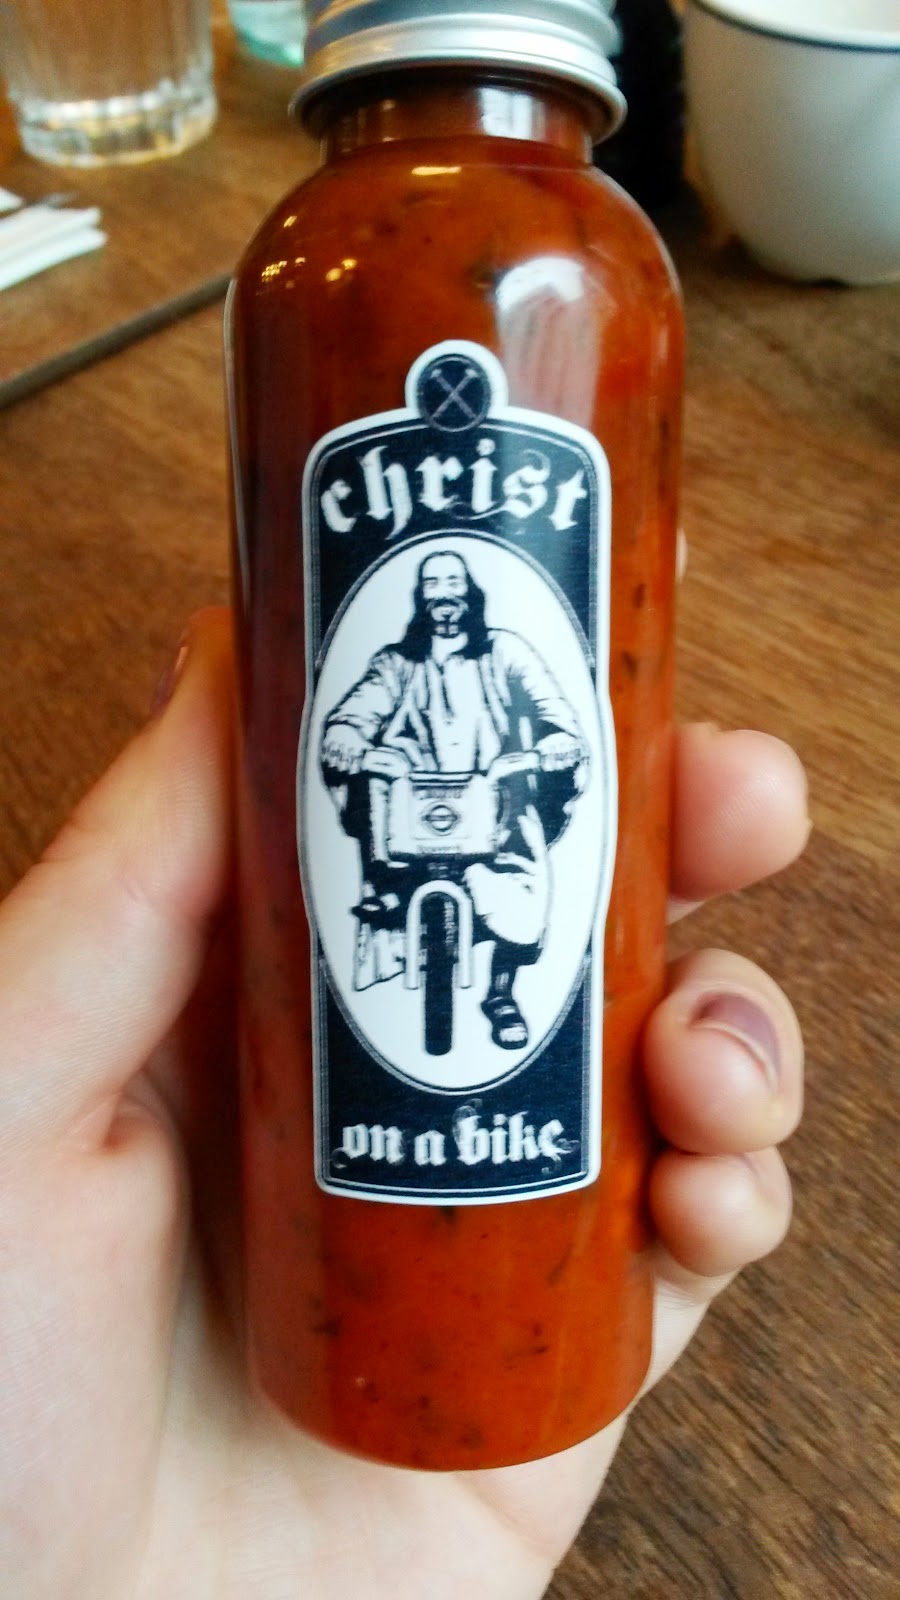 christ
on a bike